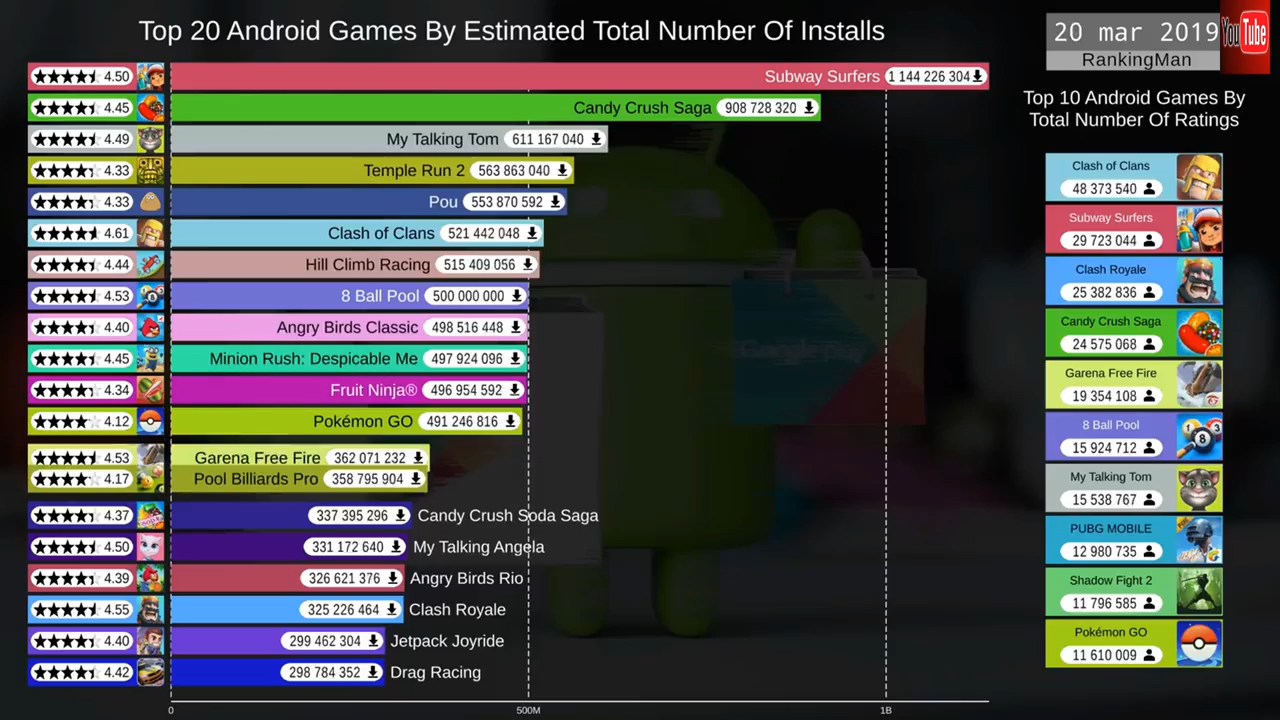 Top 20 Android Games By Estimated Total Number Of Installs
20 mar 2019
YouTube
RankingMan
4.50 Subway Surfers 1 144 226 304
4.45 Candy Crush Saga 908 728 320
4.49 My Talking Tom 611 167 040
4.33 Temple Run 2 563 863 040
4.33 Pou 553 870 592
4.61 Clash of Clans 521 442 048
4.44 Hill Climb Racing 515 409 056
4.53 8 Ball Pool 500 000 000
4.40 Angry Birds Classic 498 516 448
4.45 Minion Rush: Despicable Me 497 924 096
4.34 Fruit Ninja® 496 954 592
4.12 Pokémon GO 491 246 816
4.53 Garena Free Fire 362 071 232
4.17 Pool Billiards Pro 358 795 904
4.37 337 395 296 Candy Crush Soda Saga
4.50 331 172 640 My Talking Angela
4.39 326 621 376 Angry Birds Rio
4.55 325 226 464 Clash Royale
4.40 299 462 304 Jetpack Joyride
4.42 298 784 352 Drag Racing
0 500M 1B
Top 10 Android Games By
Total Number Of Ratings
Clash of Clans
48 373 540
Subway Surfers
29 723 044
Clash Royale
25 382 836
Candy Crush Saga
24 575 068
Garena Free Fire
19 354 108
8 Ball Pool
15 924 712
My Talking Tom
15 538 767
PUBG MOBILE
12 980 735
Shadow Fight 2
11 796 585
Pokémon GO
11 610 009